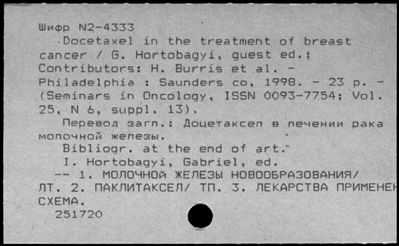 Шифр N2-4333
Docetaxel in the treatment of breast
cancer / G. Hortobagyi, guest ed.;
Contributors: H. Burris et al. -
Philadelphia : Saunders co, 1998. - 23 p. -
(Seminars in Oncology, ISSN 0093-7754; Vol.
25, N 6, suppl. 13).
Перевод загл.: Доцетаксел в лечении рака
молочной железы.
Bibliogr. at the end of art.
I. Hortobagyi, Gabriel, ed.
-- 1. МОЛОЧНОЙ ЖЕЛЕЗЫ НОВООБРАЗОВАНИЯ/
ЛТ. 2. ПАКЛИТАКСЕЛ/ ТП. 3. ЛЕКАРСТВА ПРИМЕНЕН
СХЕМА.
251720